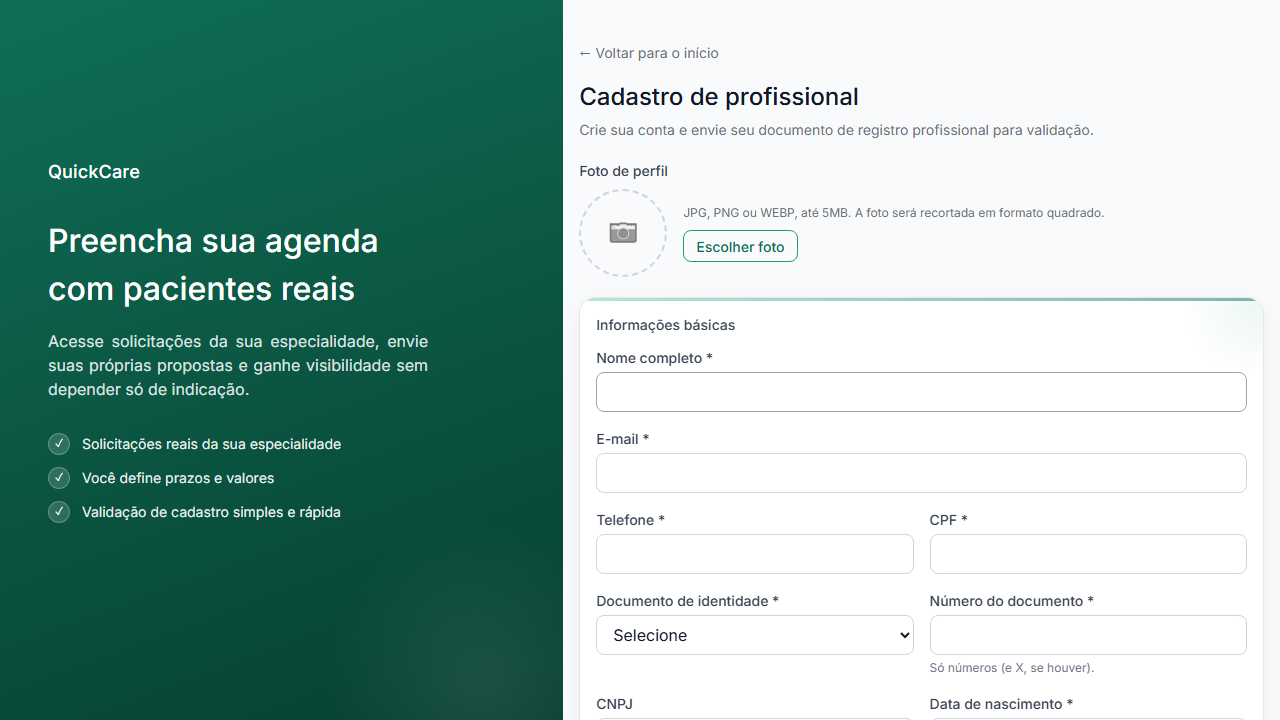 QuickCare
Preencha sua agenda
com pacientes reais
Acesse solicitações da sua especialidade, envie
suas próprias propostas e ganhe visibilidade sem
depender só de indicação.
✓ Solicitações reais da sua especialidade
✓ Você define prazos e valores
✓ Validação de cadastro simples e rápida
← Voltar para o início
Cadastro de profissional
Crie sua conta e envie seu documento de registro profissional para validação.
Foto de perfil
JPG, PNG ou WEBP, até 5MB. A foto será recortada em formato quadrado.
Escolher foto
Informações básicas
Nome completo *
E-mail *
Telefone * CPF *
Documento de identidade * Número do documento *
Selecione
Só números (e X, se houver).
CNPJ Data de nascimento *